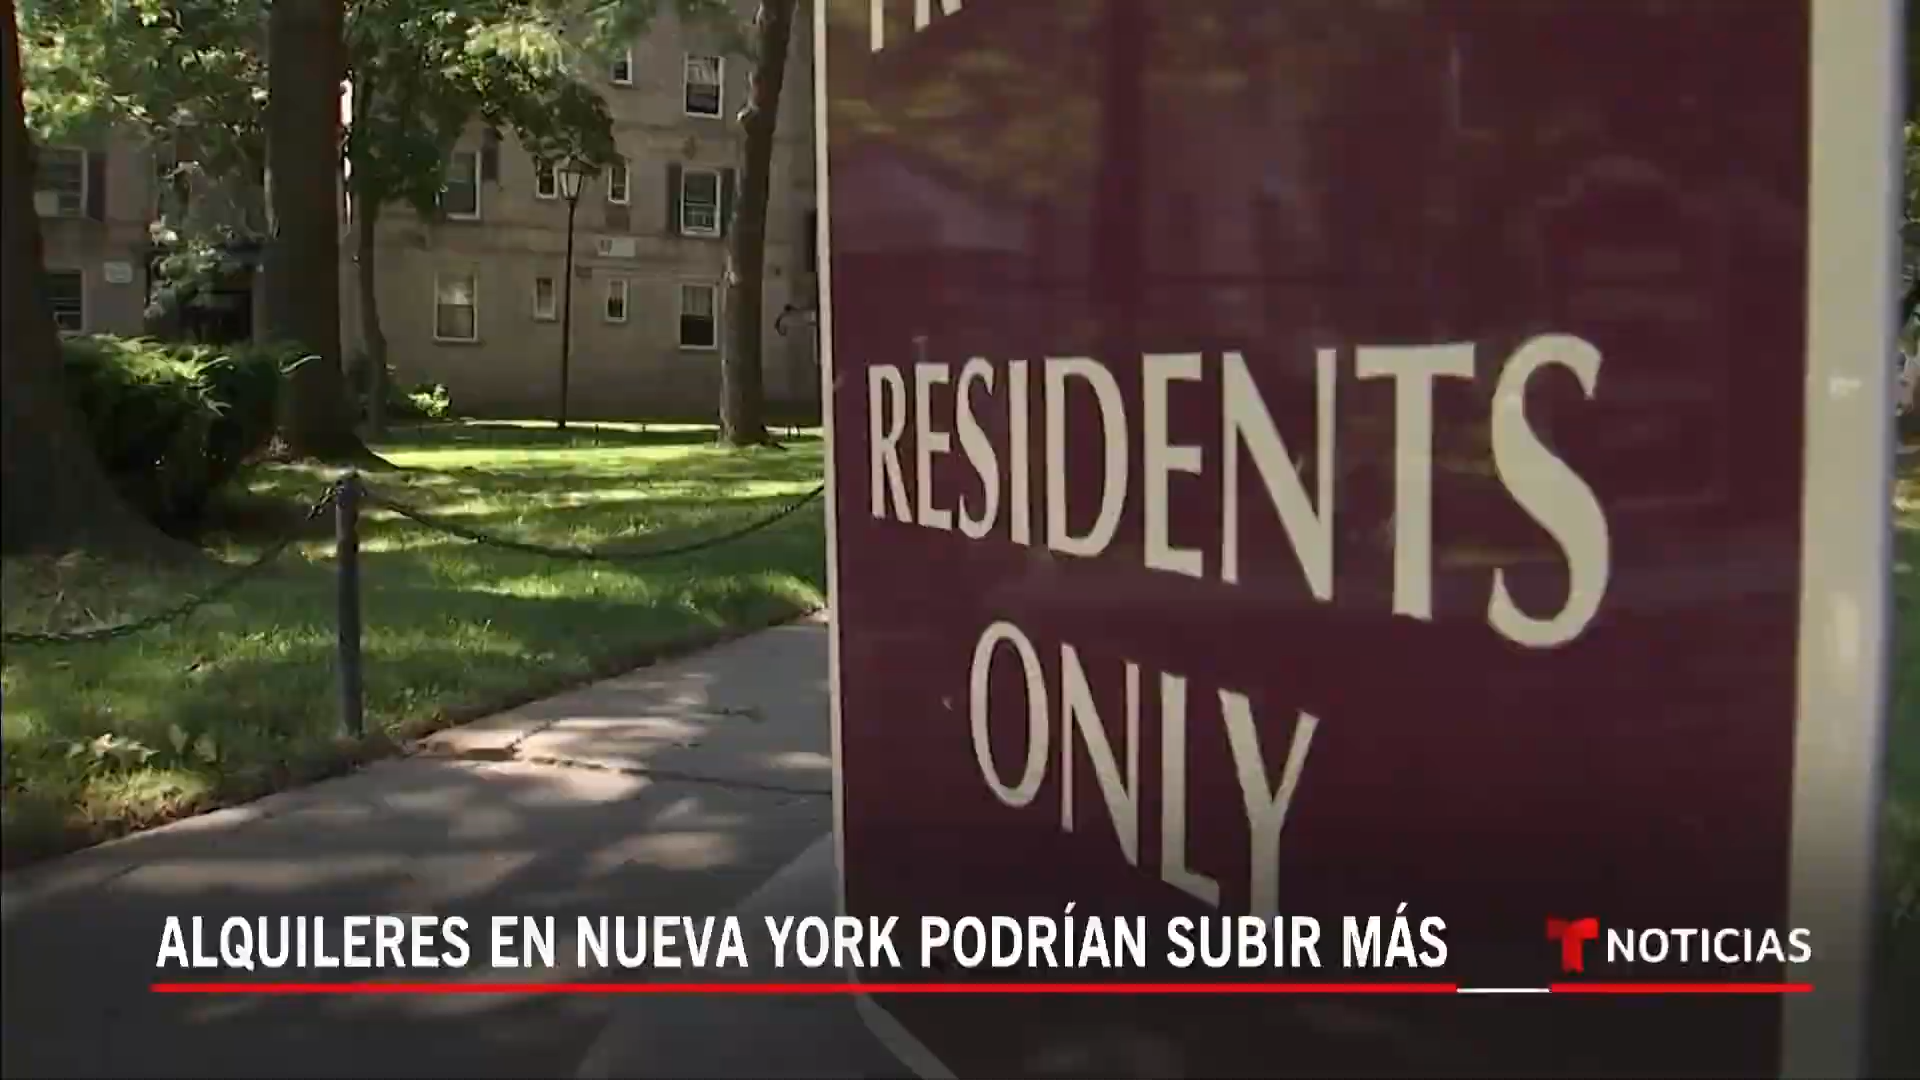 RESIDENTS
ONLY
ALQUILERES EN NUEVA YORK PODRÍAN SUBIR MÁS
NOTICIAS